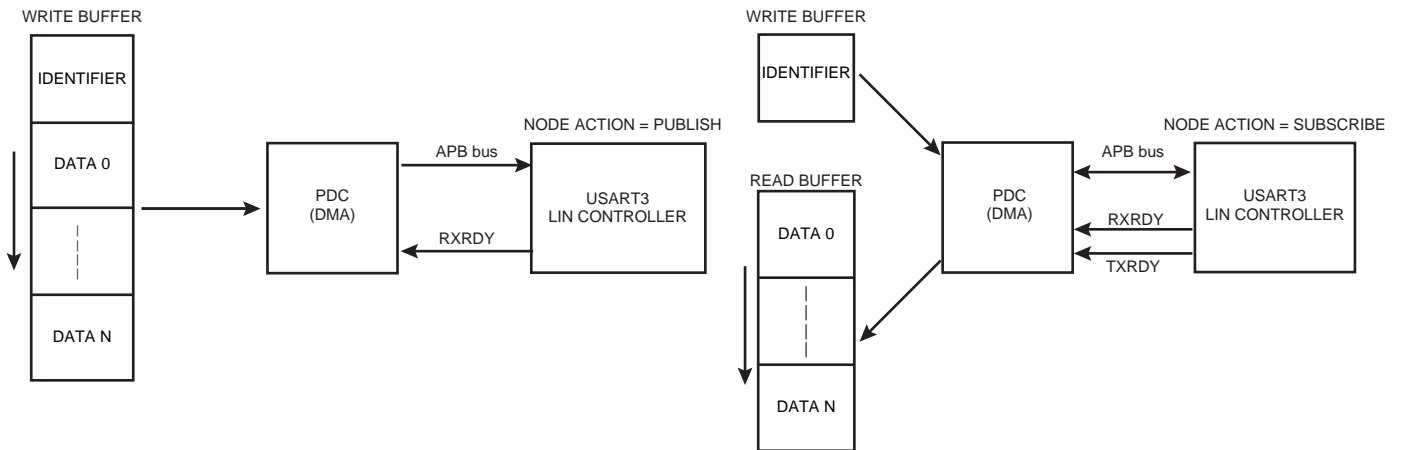 WRITE BUFFER
IDENTIFIER
DATA 0
DATA N
PDC
(DMA)
APB bus
RXRDY
NODE ACTION = PUBLISH
USART3
LIN CONTROLLER
WRITE BUFFER
IDENTIFIER
READ BUFFER
DATA 0
DATA N
PDC
(DMA)
APB bus
RXRDY
TXRDY
NODE ACTION = SUBSCRIBE
USART3
LIN CONTROLLER